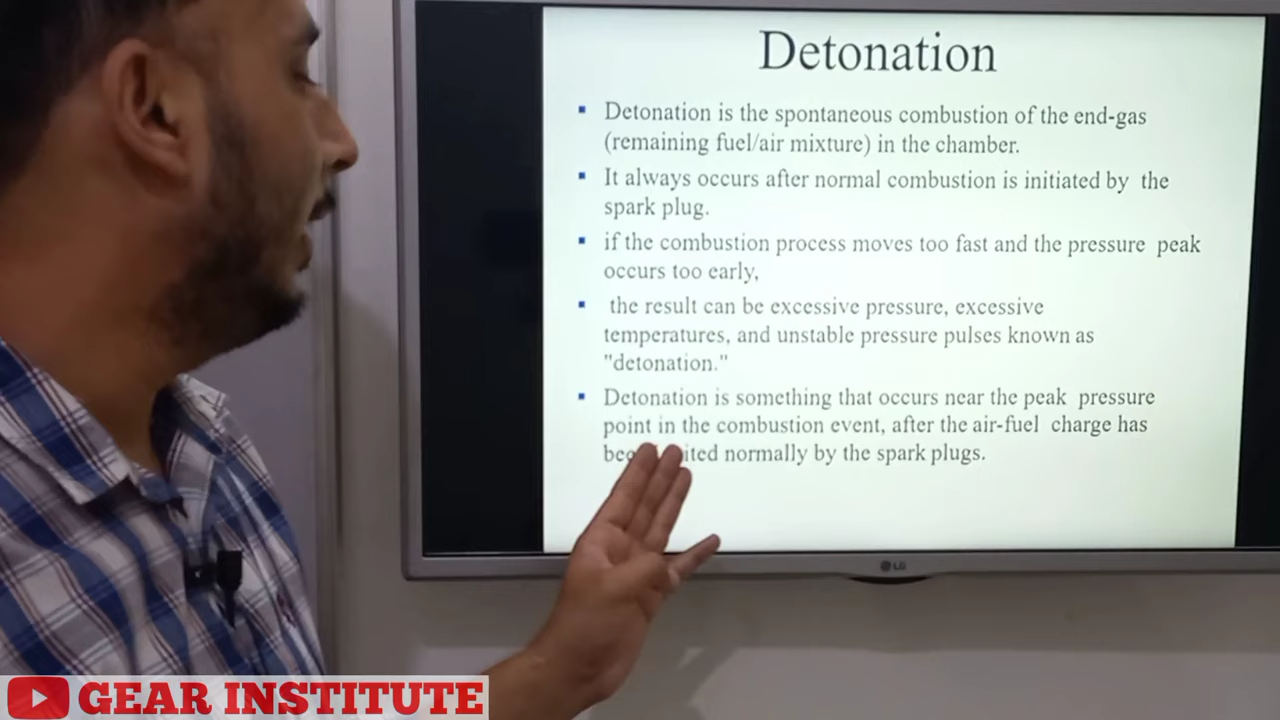 Detonation
▪ Detonation is the spontaneous combustion of the end-gas
(remaining fuel/air mixture) in the chamber.
▪ It always occurs after normal combustion is initiated by the
spark plug.
▪ if the combustion process moves too fast and the pressure peak
occurs too early,
▪ the result can be excessive pressure, excessive
temperatures, and unstable pressure pulses known as
"detonation."
▪ Detonation is something that occurs near the peak pressure
point in the combustion event, after the air-fuel charge has
normally by the spark plugs.
LG
GEAR INSTITUTE